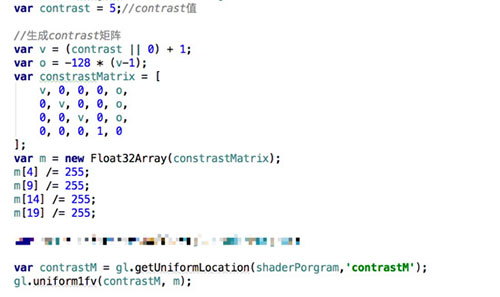 var contrast = 5;//contrast值
//生成contrast矩阵
var v = (contrast || 0) + 1;
var o = -128 * (v-1);
var constrastMatrix = [
v, 0, 0, 0, o,
0, v, 0, 0, o,
0, 0, v, 0, o,
0, 0, 0, 1, 0
];
var m = new Float32Array(constrastMatrix);
m[4] /= 255;
m[9] /= 255;
m[14] /= 255;
m[19] /= 255;
var contrastM = gl.getUniformLocation(shaderPorgram,'contrastM');
gl.uniform1fv(contrastM, m);